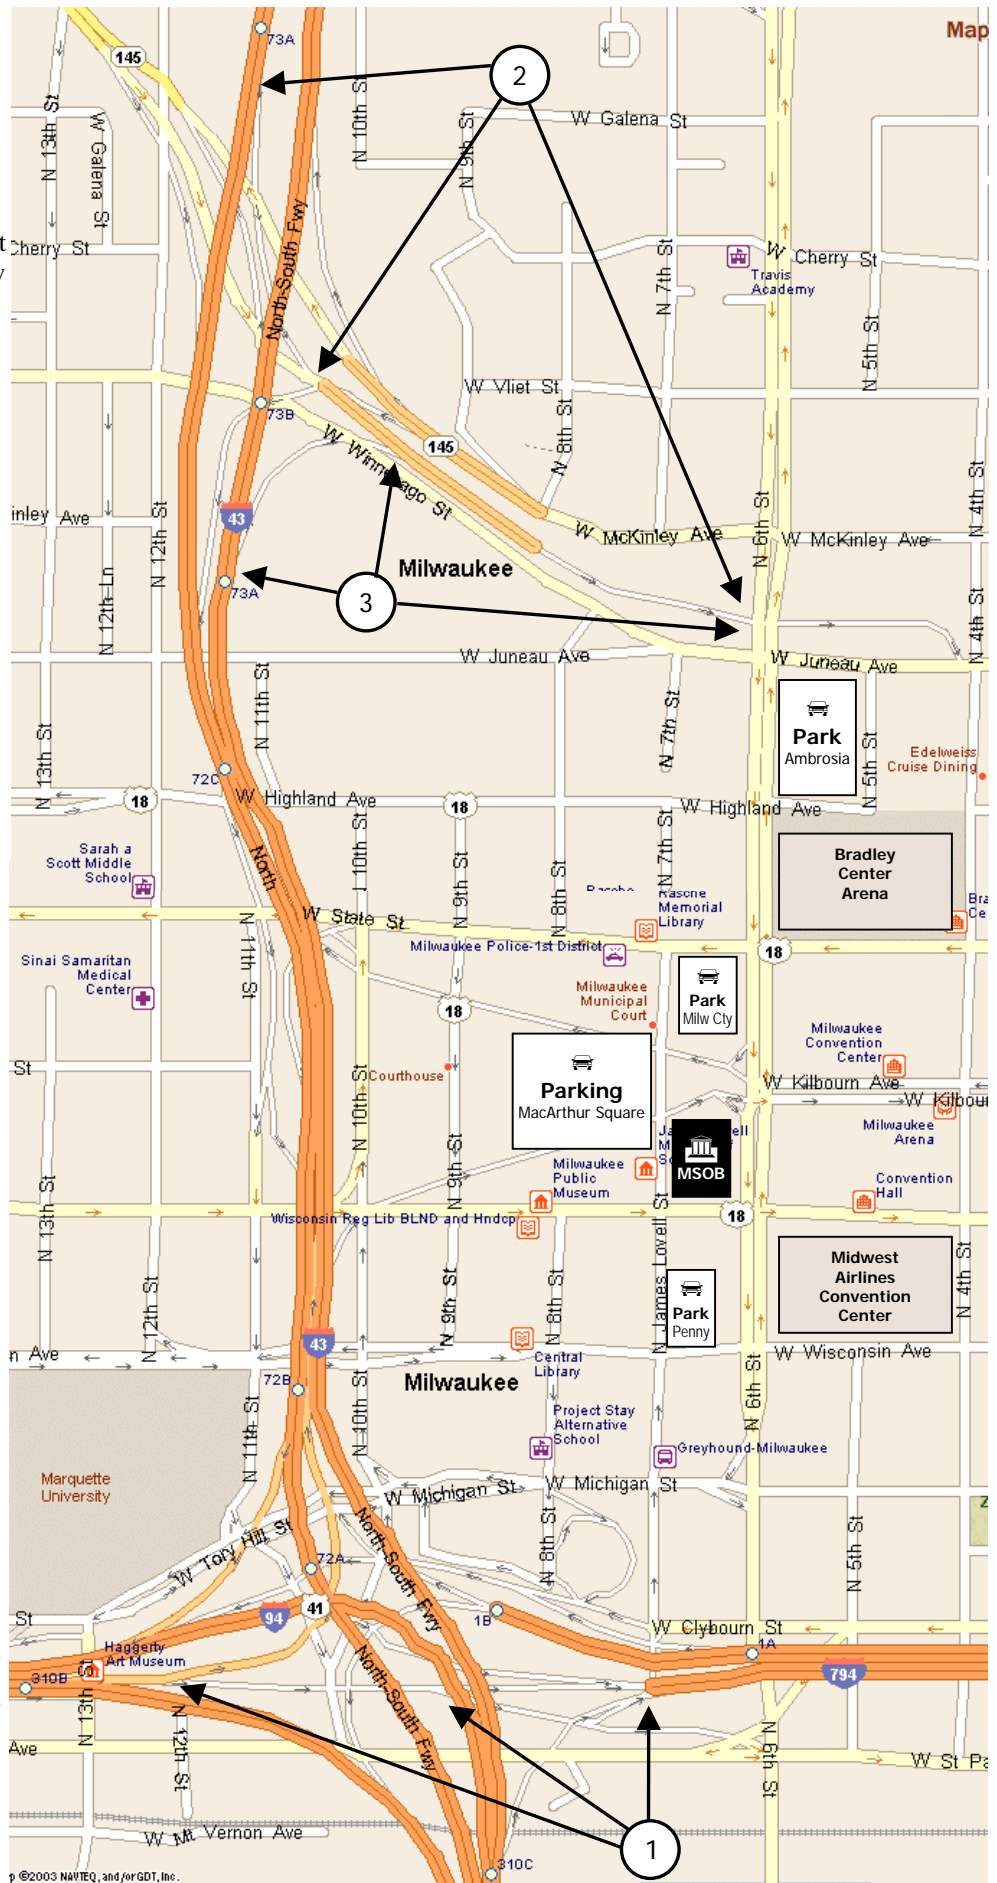 Map
73A
145
2
N 13th St
W Galena St
N 10th St
N 9th St
W Galena St
t
y
Cherry St
North-South Fwy
N 7th St
W Cherry St
Travis
Academy
N 5th St
W Vliet St
73B
W Winnebago St
145
N 8th St
inley Ave
N 12th St
43
W McKinley Ave
N 6th St
W McKinley Ave
N 4th St
N 12th Ln
Milwaukee
73A
3
N 4th St
W Juneau Ave
W Juneau Ave
N 11th St
N 7th St
Park
Ambrosia
N 5th St
Edelweiss
Cruise Dining
N 13th St
72C
18
W Highland Ave
18
W Highland Ave
Sarah a
Scott Middle
School
North
N 10th St
N 9th St
N 8th St
N 7th St
Bradley
Center
Arena
Rasche
Memorial
Library
Bra
Ce
W State St
N 11th St
Milwaukee Police-1st District
18
Sinai Samaritan
Medical
Center
18
Milwaukee
Municipal
Court
Park
Milw Cty
Milwaukee
Convention
Center
St
Courthouse
Parking
MacArthur Square
W Kilbourn Ave
W Kilbour
N 10th St
Milwaukee
Arena
MSOB
Milwaukee
Public
Museum
N 9th St
Convention
Hall
N 13th St
Wisconsin Reg Lib BLND and Hndcp
18
N James Lovell St
Midwest
Airlines
Convention
Center
N 12th St
N 9th St
N 8th St
Park
Penny
N 4th St
43
n Ave
Central
Library
W Wisconsin Ave
72B
Milwaukee
N 6th St
N 11th St
N 10th St
Project Stay
Alternative
School
Greyhound-Milwaukee
Marquette
University
W Michigan St
W Michigan St
Z
W Tory Hill St
North-South Fwy
N 8th St
N 5th St
72A
94
41
1B
St
W Clybourn St
1A
Haggerty
Art Museum
310B
794
N 13th St
N 12th St
North-South Fwy
N 6th St
Ave
W St Pa
W Mt Vernon Ave
1
310C
p ©2003 NAVTEQ, and/or GDT, Inc.